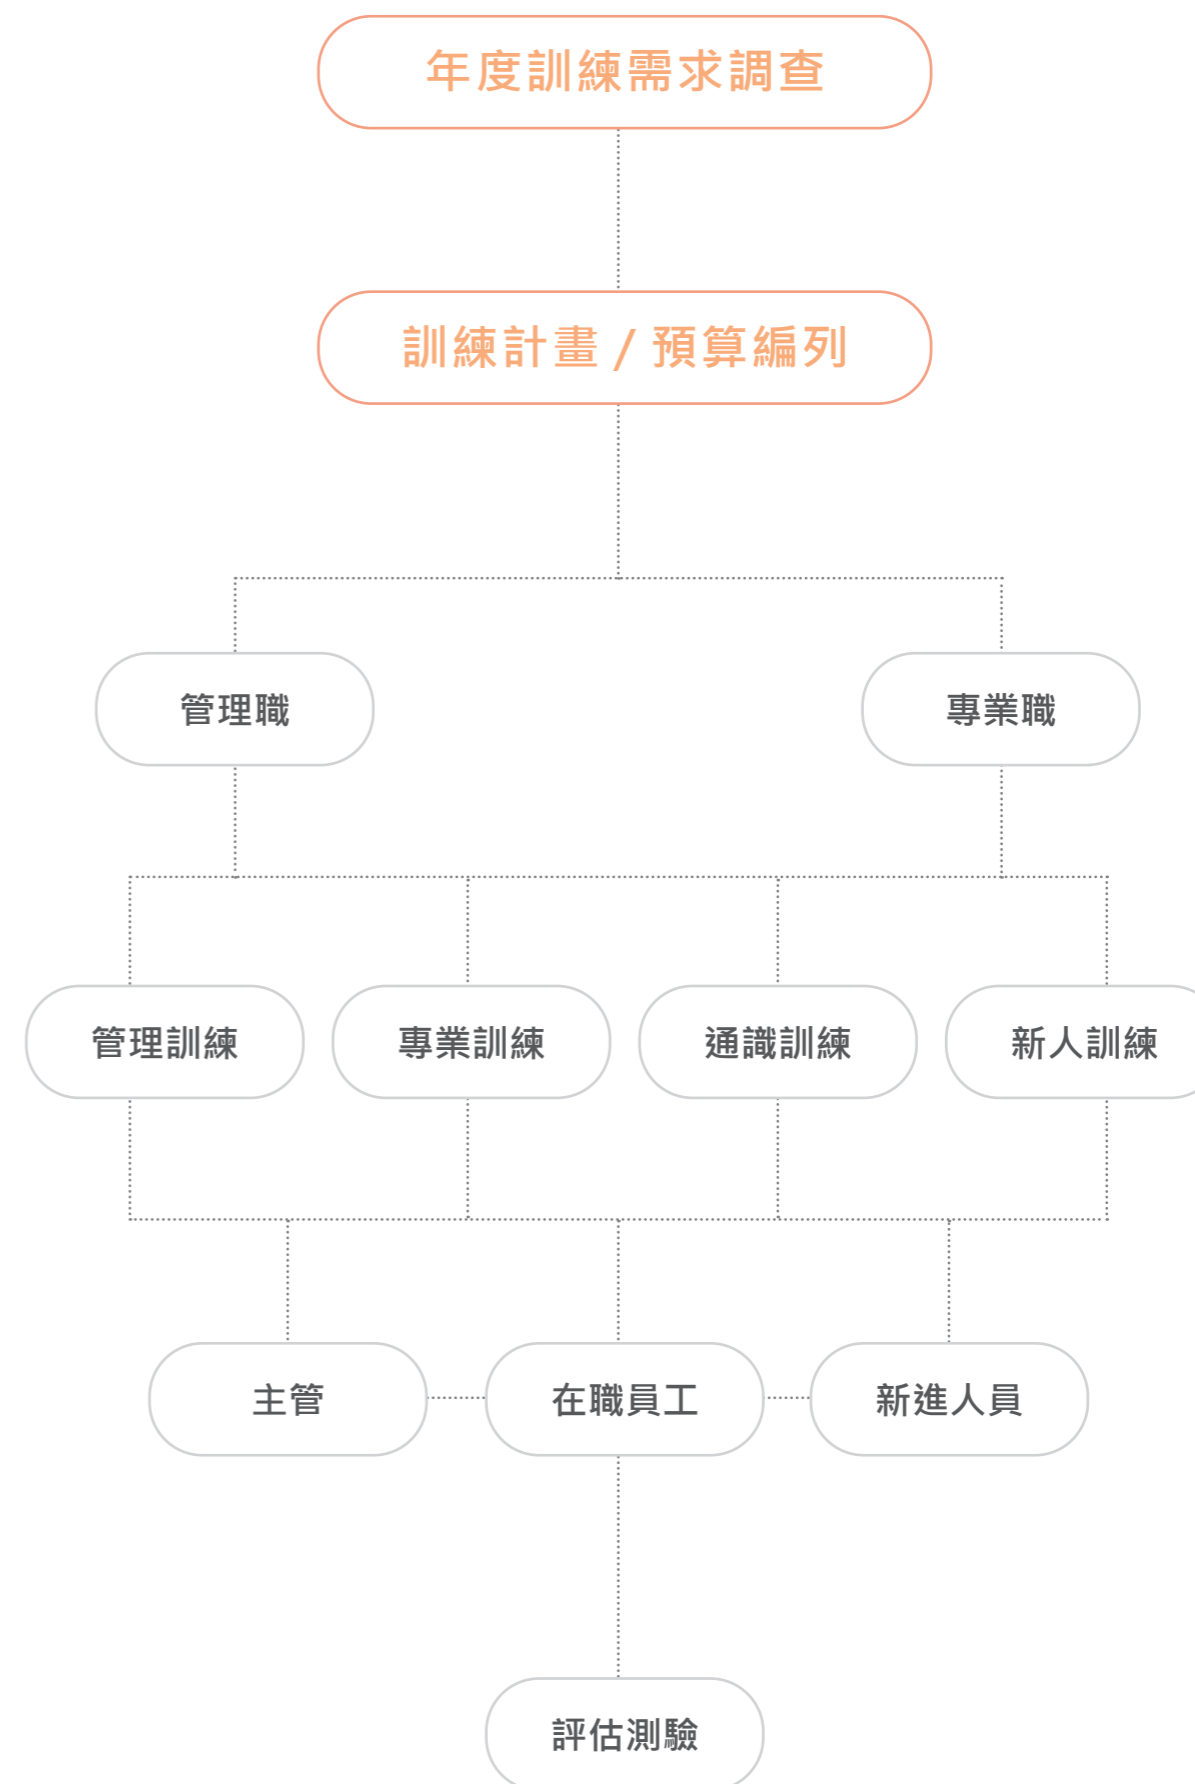 年度訓練需求調查
訓練計畫 / 預算編列
管理職
專業職
管理訓練
專業訓練
通識訓練
新人訓練
主管
在職員工
新進人員
評估測驗